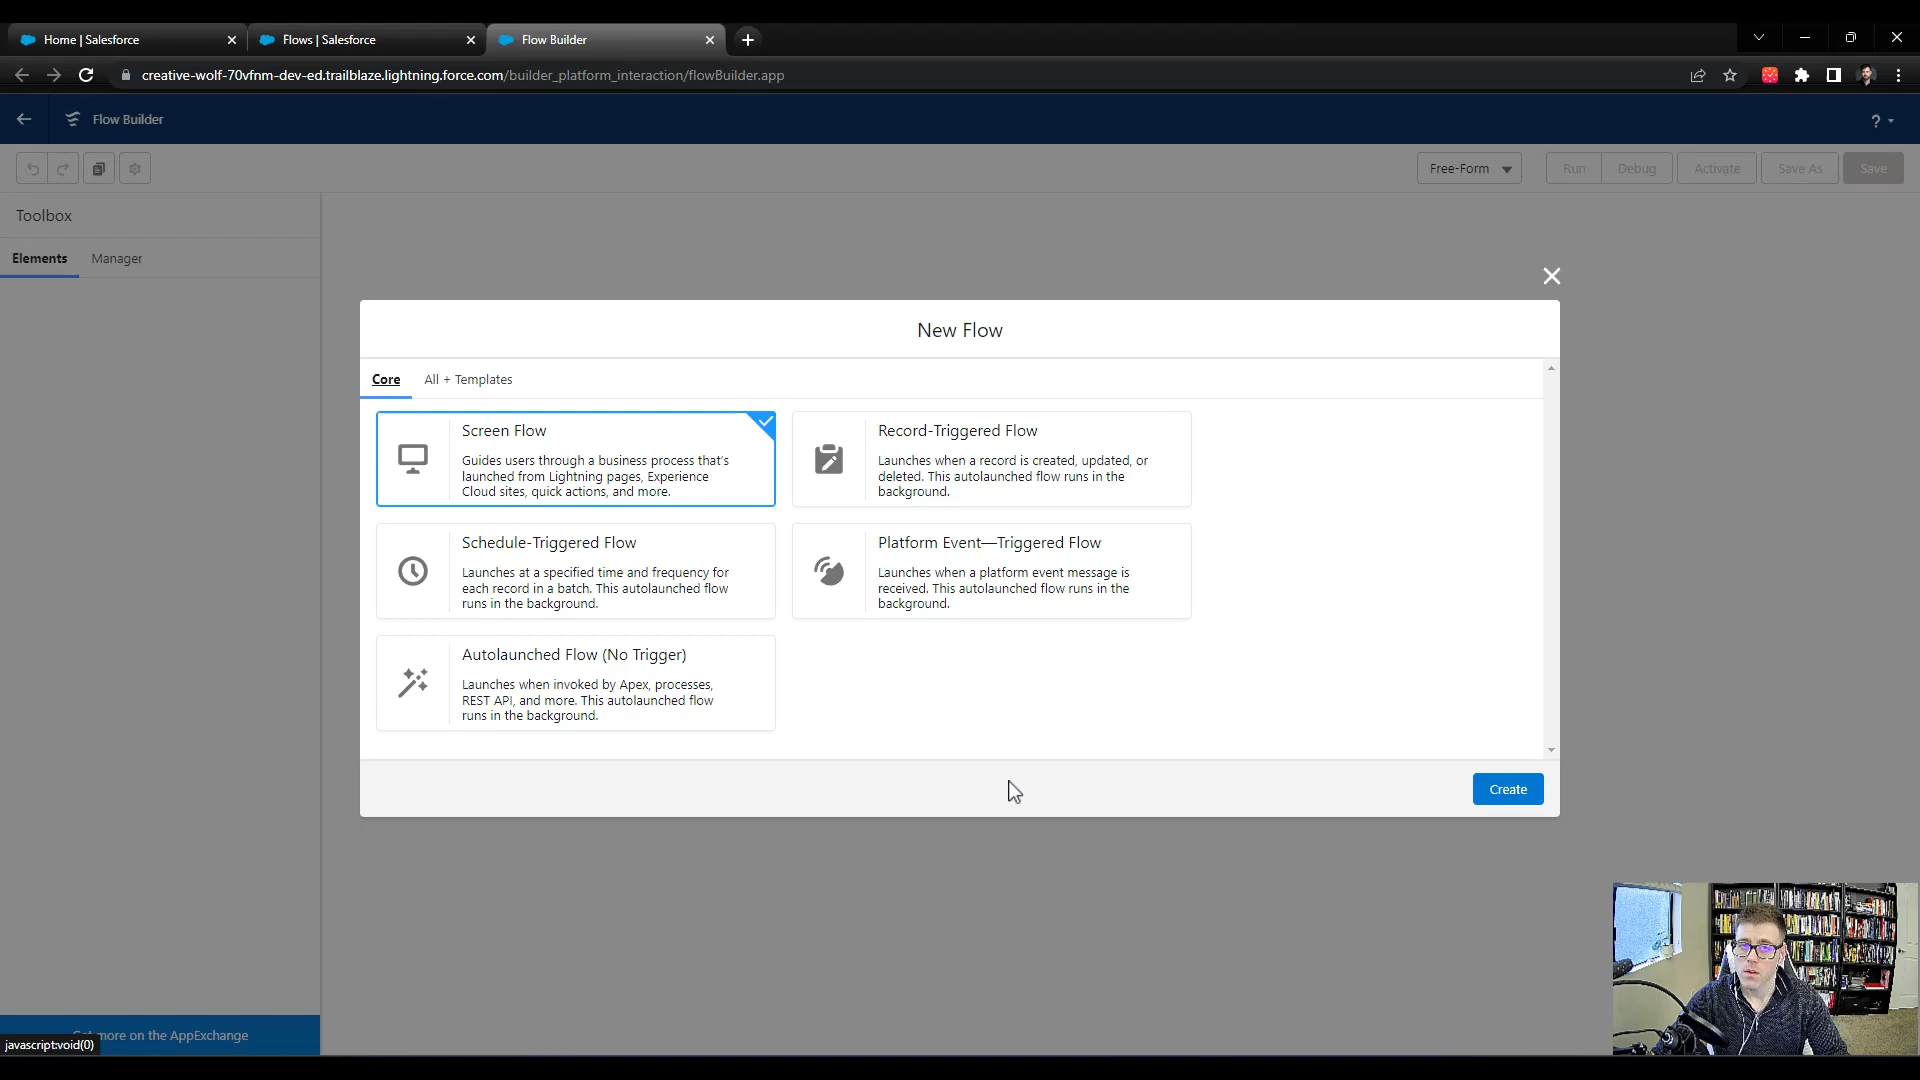 Home | Salesforce
Flows | Salesforce
Flow Builder
creative-wolf-70vfnm-dev-ed.trailblaze.lightning.force.com/builder_platform_interaction/flowBuilder.app
Flow Builder
?
Free-Form
Run
Debug
Activate
Save As
Save
Toolbox
Elements
Manager
New Flow
Core
All + Templates
Screen Flow
Guides users through a business process that's
launched from Lightning pages, Experience
Cloud sites, quick actions, and more.
Record-Triggered Flow
Launches when a record is created, updated, or
deleted. This autolaunched flow runs in the
background.
Schedule-Triggered Flow
Launches at a specified time and frequency for
each record in a batch. This autolaunched flow
runs in the background.
Platform Event—Triggered Flow
Launches when a platform event message is
received. This autolaunched flow runs in the
background.
Autolaunched Flow (No Trigger)
Launches when invoked by Apex, processes,
REST API, and more. This autolaunched flow
runs in the background.
Create
more on the AppExchange
javascript:void(0)